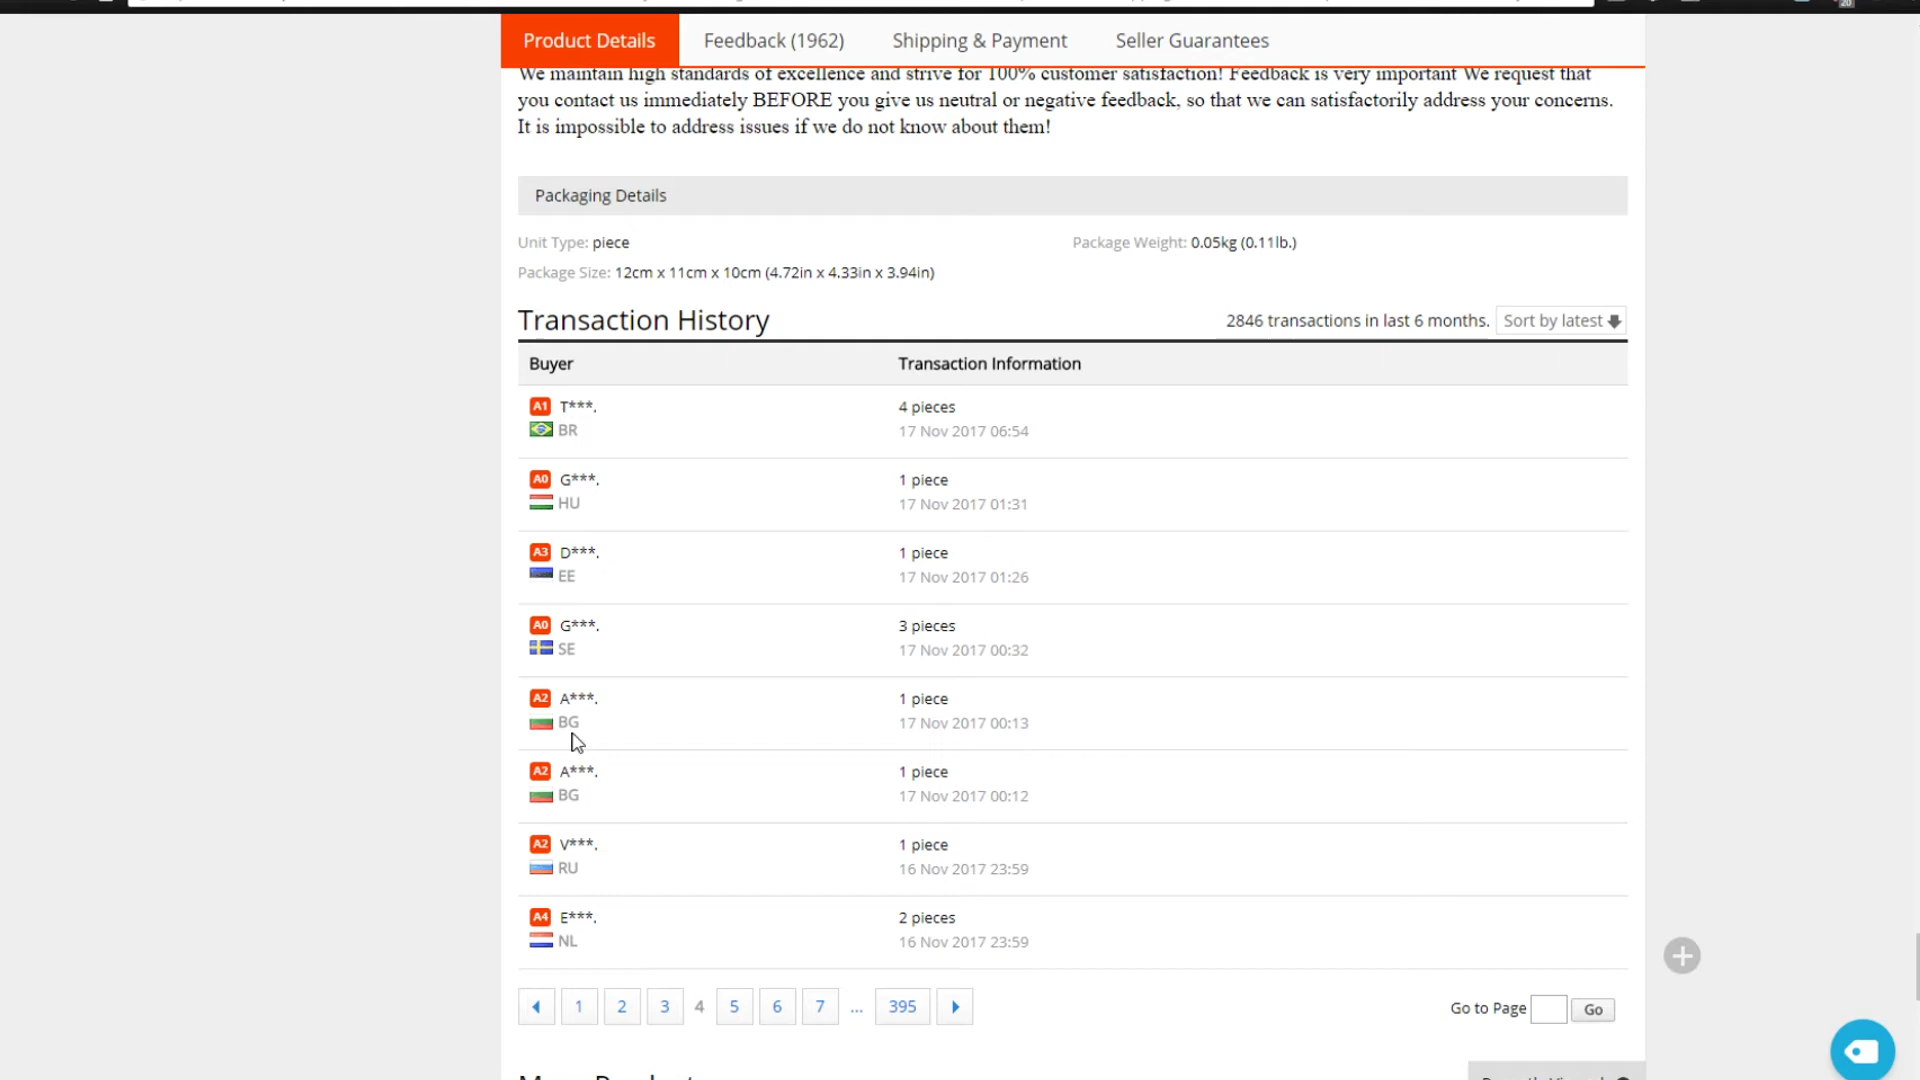 20
Product Details
Feedback (1962)
Shipping & Payment
Seller Guarantees
We maintain high standards of excellence and strive for 100% customer satisfaction! Feedback is very important We request that
you contact us immediately BEFORE you give us neutral or negative feedback, so that we can satisfactorily address your concerns.
It is impossible to address issues if we do not know about them!
Packaging Details
Unit Type: piece
Package Weight: 0.05kg (0.11lb.)
Package Size: 12cm x 11cm x 10cm (4.72in x 4.33in x 3.94in)
Transaction History
2846 transactions in last 6 months.
Sort by latest
Buyer
Transaction Information
A1 T***.
4 pieces
BR
17 Nov 2017 06:54
A0 G***.
1 piece
HU
17 Nov 2017 01:31
A3 D***.
1 piece
EE
17 Nov 2017 01:26
A0 G***.
3 pieces
SE
17 Nov 2017 00:32
A2 A***.
1 piece
BG
17 Nov 2017 00:13
A2 A***.
1 piece
BG
17 Nov 2017 00:12
A2 V***.
1 piece
RU
16 Nov 2017 23:59
A4 E***.
2 pieces
NL
16 Nov 2017 23:59
1 2 3 4 5 6 7 ... 395
Go to Page
Go